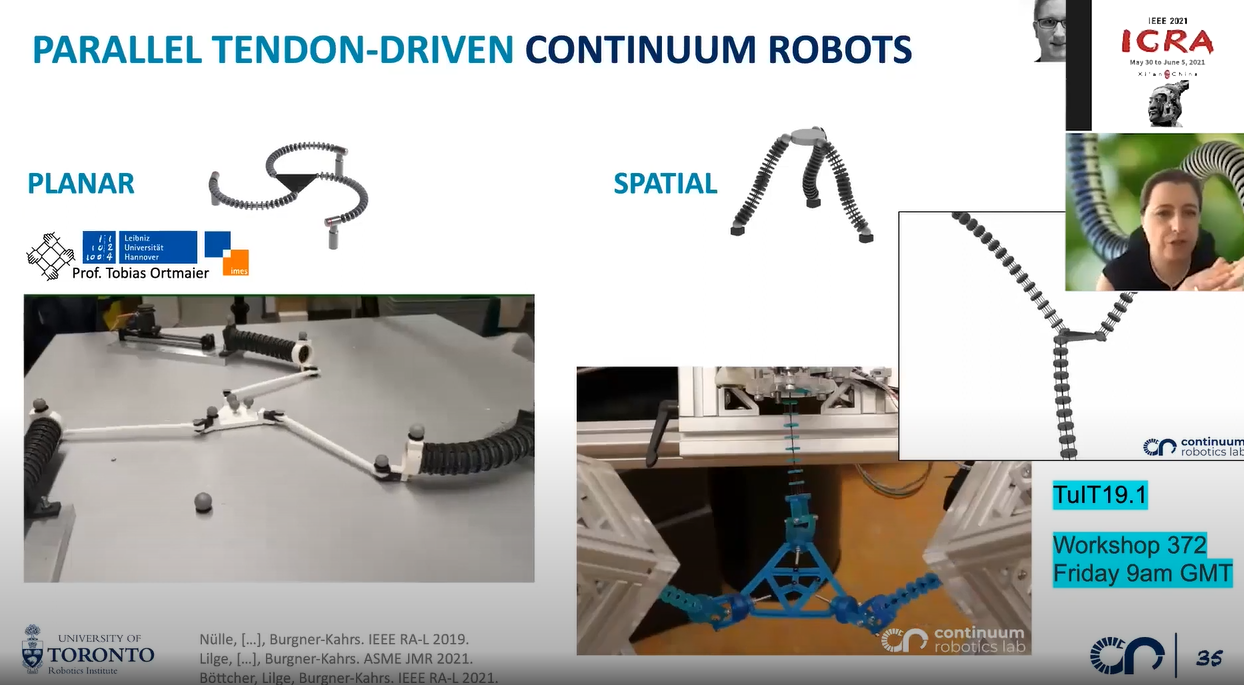 PARALLEL TENDON-DRIVEN CONTINUUM ROBOTS
IEEE 2021
ICRA
May 30 to June 5, 2021
Xi'an China
PLANAR
SPATIAL
Leibniz
Universität
Hannover
imes
Prof. Tobias Ortmaier
continuum
robotics lab
TuIT19.1
Workshop 372
Friday 9am GMT
continuum
robotics lab
UNIVERSITY OF
TORONTO
Robotics Institute
Nülle, [...], Burgner-Kahrs. IEEE RA-L 2019.
Lilge, [...], Burgner-Kahrs. ASME JMR 2021.
Böttcher, Lilge, Burgner-Kahrs. IEEE RA-L 2021.
35